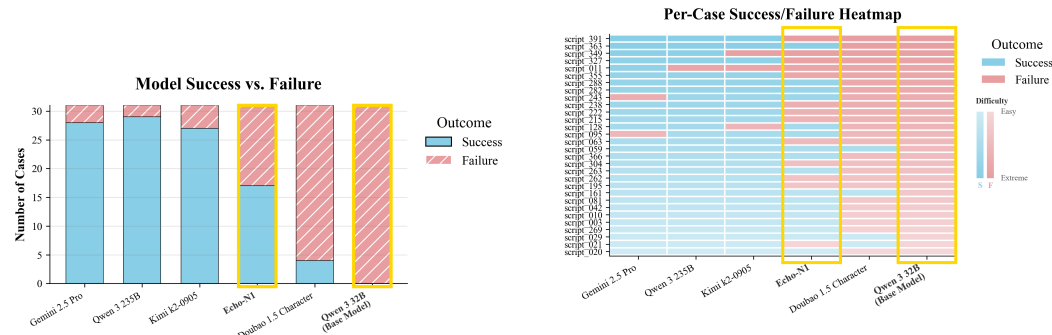 Model Success vs. Failure
Number of Cases
30
25
20
15
10
5
0
Gemini 2.5 Pro
Qwen 3 235B
Kimi k2-0905
Echo-N1
Doubao 1.5 Character
Qwen 3 32B
(Base Model)
Outcome
Success
Failure
Per-Case Success/Failure Heatmap
script_391
script_363
script_349
script_327
script_011
script_355
script_288
script_282
script_243
script_238
script_222
script_215
script_128
script_095
script_063
script_059
script_366
script_304
script_263
script_262
script_195
script_161
script_081
script_042
script_010
script_003
script_269
script_029
script_021
script_020
Gemini 2.5 Pro
Qwen 3 235B
Kimi k2-0905
Echo-N1
Doubao 1.5 Character
Qwen 3 32B
(Base Model)
Outcome
Success
Failure
Difficulty
Easy
Extreme
S F